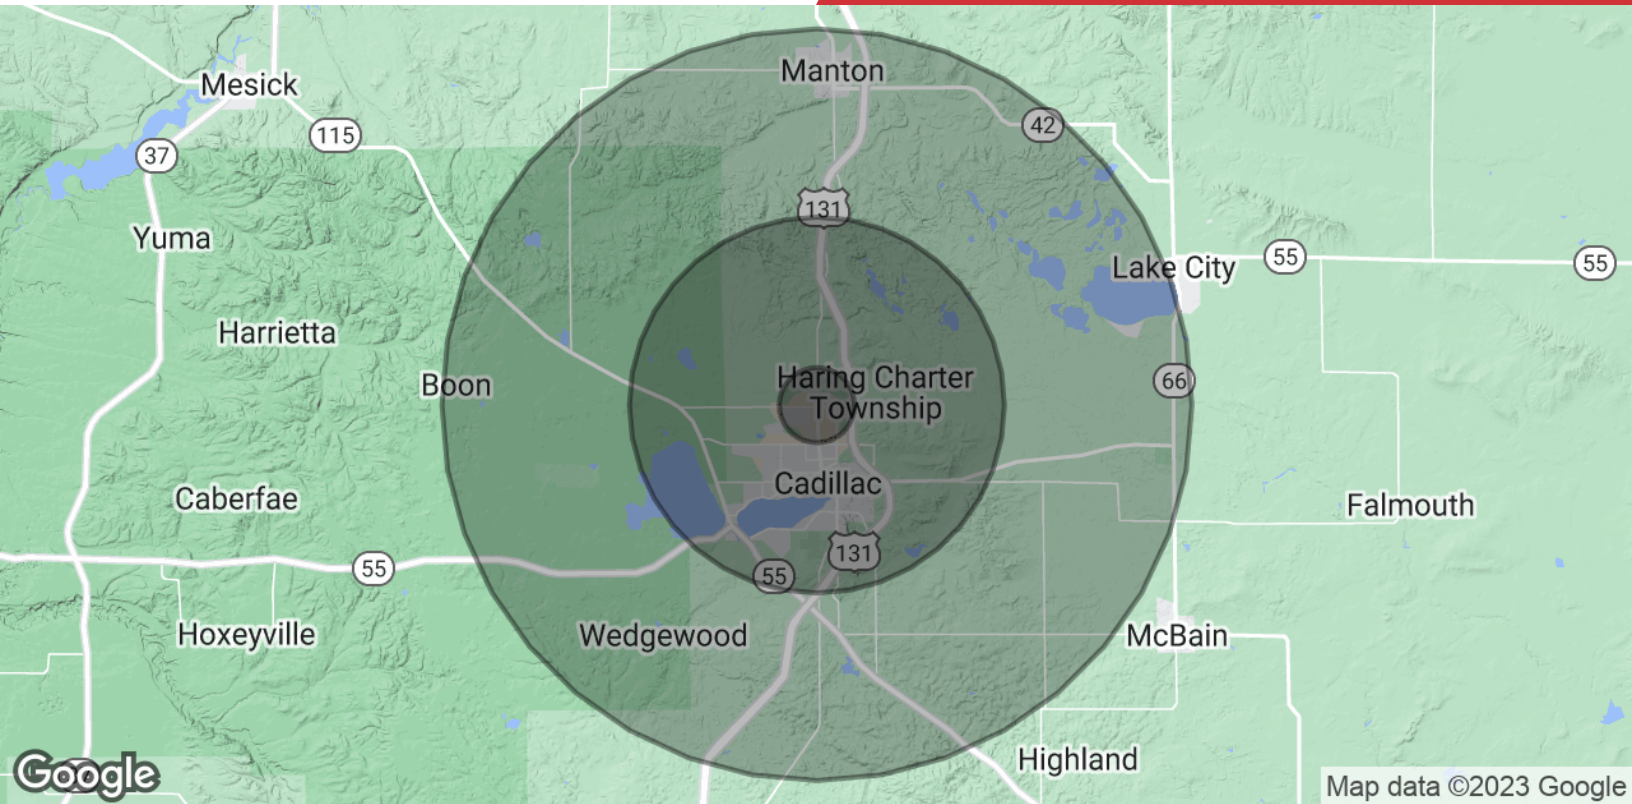 Manton
Mesick
42
115
37
131
Yuma
55
55
Lake City
Harrietta
Haring Charter
Township
66
Boon
Cadillac
Caberfae
Falmouth
131
55
55
Hoxeyville
Wedgewood
McBain
Highland
Google
Map data ©2023 Google